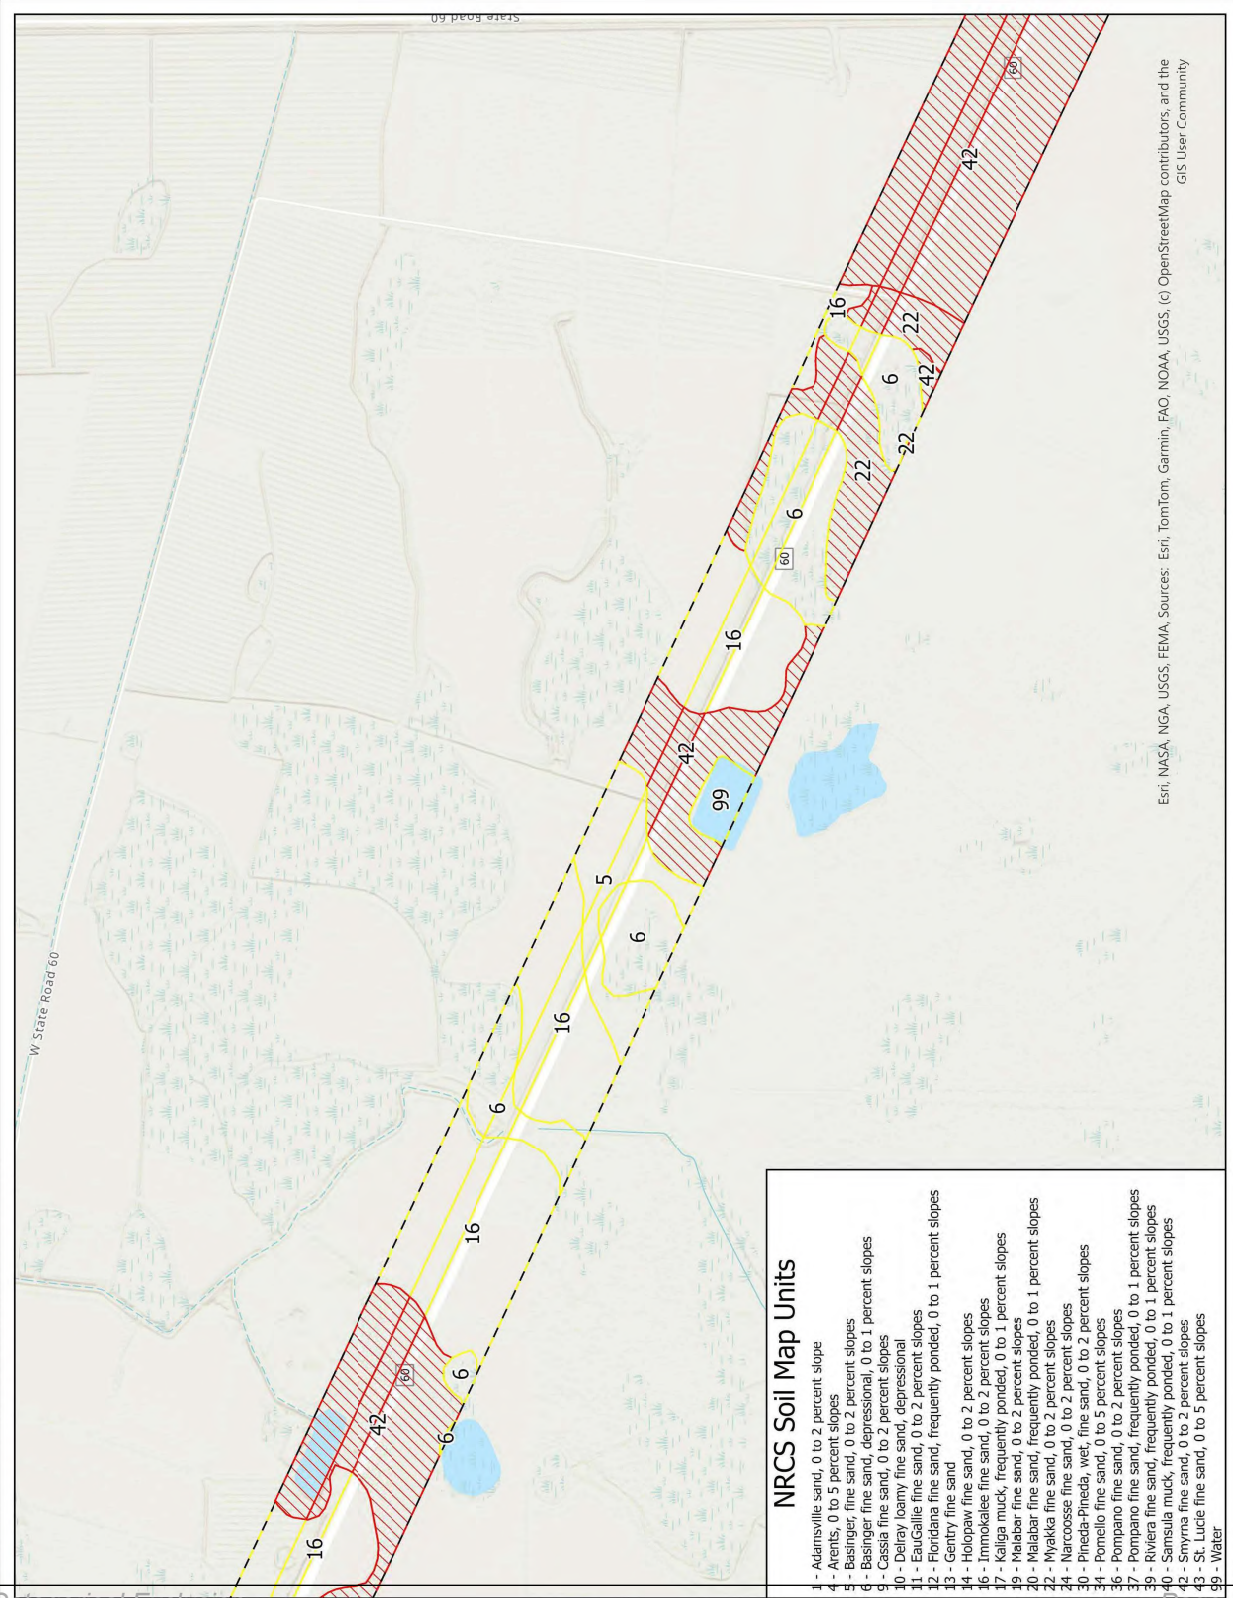 State Road 60
60
42
16
22
42
6
22
22
6
60
16
42
99
5
6
16
6
16
W State Road 60
6
60
42
6
16
Esri, NASA, NGA, USGS, FEMA, Sources: Esri, TomTom, Garmin, FAO, NOAA, USGS, (c) OpenStreetMap contributors, and the
GIS User Community
NRCS Soil Map Units
1 - Adamsville sand, 0 to 2 percent slope
4 - Arents, 0 to 5 percent slopes
5 - Basinger, fine sand, 0 to 2 percent slopes
6 - Basinger fine sand, depressional, 0 to 1 percent slopes
9 - Cassia fine sand, 0 to 2 percent slopes
10 - Delray loamy fine sand, depressional
11 - EauGallie fine sand, 0 to 2 percent slopes
12 - Floridana fine sand, frequently ponded, 0 to 1 percent slopes
13 - Gentry fine sand
14 - Holopaw fine sand, 0 to 2 percent slopes
16 - Immokalee fine sand, 0 to 2 percent slopes
17 - Kaliga muck, frequently ponded, 0 to 1 percent slopes
19 - Malabar fine sand, 0 to 2 percent slopes
20 - Malabar fine sand, frequently ponded, 0 to 1 percent slopes
22 - Myakka fine sand, 0 to 2 percent slopes
24 - Narcoosse fine sand, 0 to 2 percent slopes
30 - Pineda-Pineda, wet, fine sand, 0 to 2 percent slopes
34 - Pomello fine sand, 0 to 5 percent slopes
36 - Pompano fine sand, 0 to 2 percent slopes
37 - Pompano fine sand, frequently ponded, 0 to 1 percent slopes
39 - Riviera fine sand, frequently ponded, 0 to 1 percent slopes
40 - Samsula muck, frequently ponded, 0 to 1 percent slopes
42 - Smyrna fine sand, 0 to 2 percent slopes
43 - St. Lucie fine sand, 0 to 5 percent slopes
99 - Water